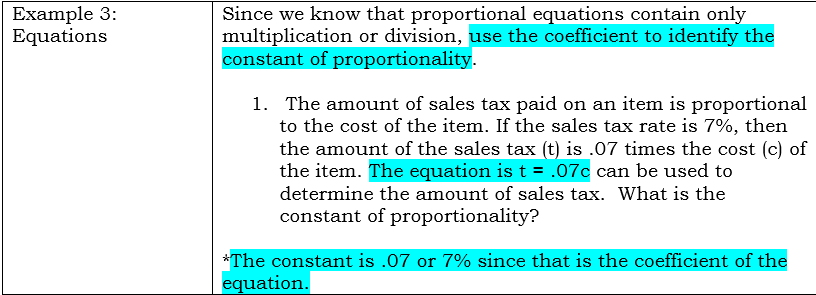 Example 3:
Equations
Since we know that proportional equations contain only
multiplication or division, use the coefficient to identify the
constant of proportionality.
1. The amount of sales tax paid on an item is proportional
to the cost of the item. If the sales tax rate is 7%, then
the amount of the sales tax (t) is .07 times the cost (c) of
the item. The equation is t = .07c can be used to
determine the amount of sales tax. What is the
constant of proportionality?
*The constant is .07 or 7% since that is the coefficient of the
equation.